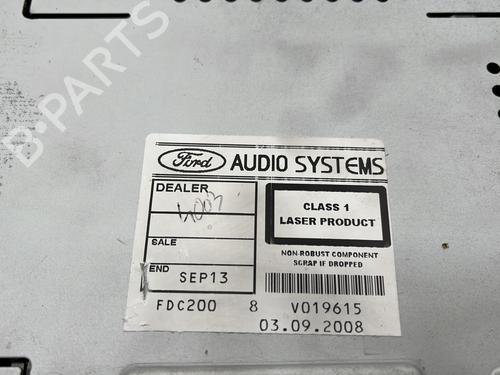 B-PARTS
Ford AUDIO SYSTEMS
DEALER
CLASS 1
LASER PRODUCT
SALE
NON-ROBUST COMPONENT
SCRAP IF DROPPED
END SEP13
FDC200 8 V019615
03.09.2008